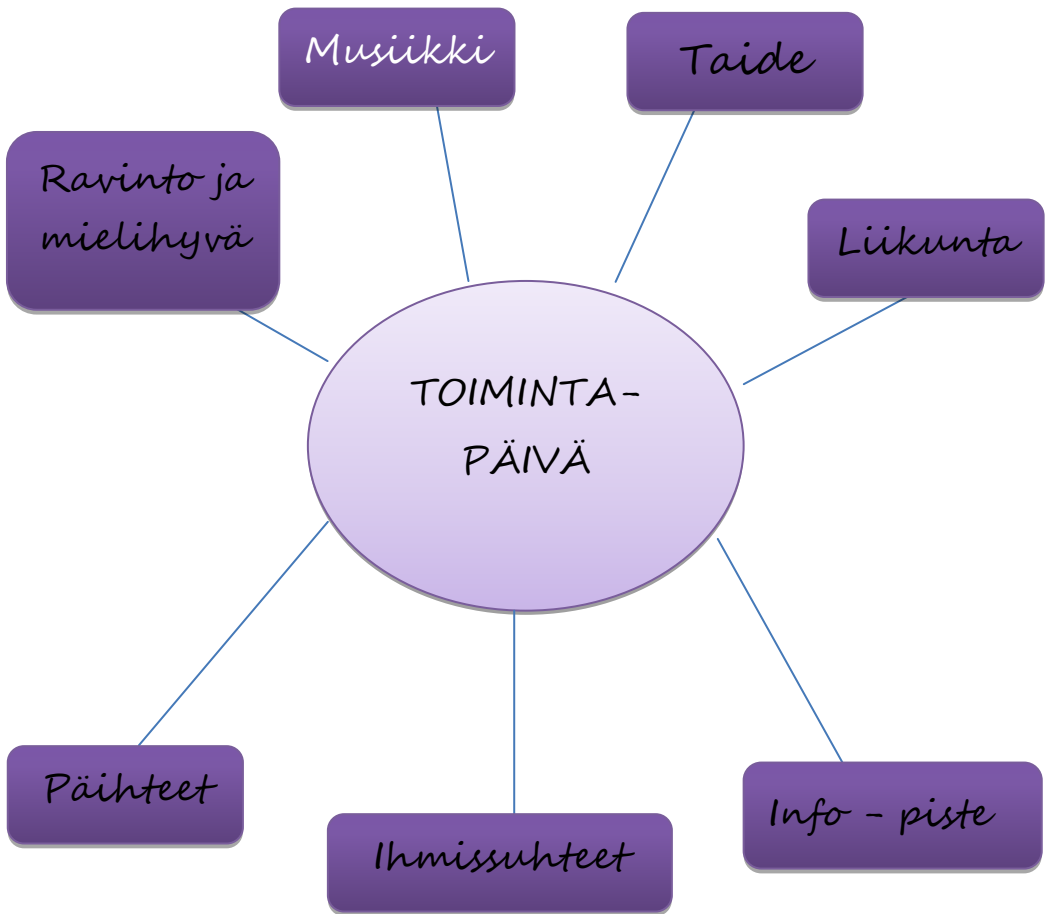 Musiikki
Taide
Ravinto ja
mielihyvä
Liikunta
TOIMINTA-
PÄIVÄ
Päihteet
Ihmissuhteet
Info - piste